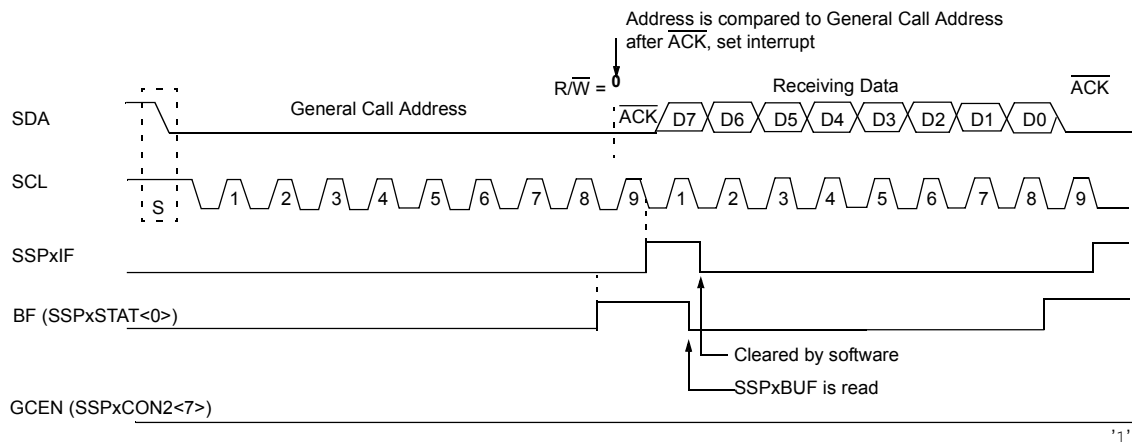 Address is compared to General Call Address
after ACK, set interrupt
R/W = 0
Receiving Data
ACK
General Call Address
SDA
ACK D7 D6 D5 D4 D3 D2 D1 D0
SCL
S
1 2 3 4 5 6 7 8 9 1 2 3 4 5 6 7 8 9
SSPxIF
BF (SSPxSTAT<0>)
Cleared by software
SSPxBUF is read
GCEN (SSPxCON2<7>)
'1'